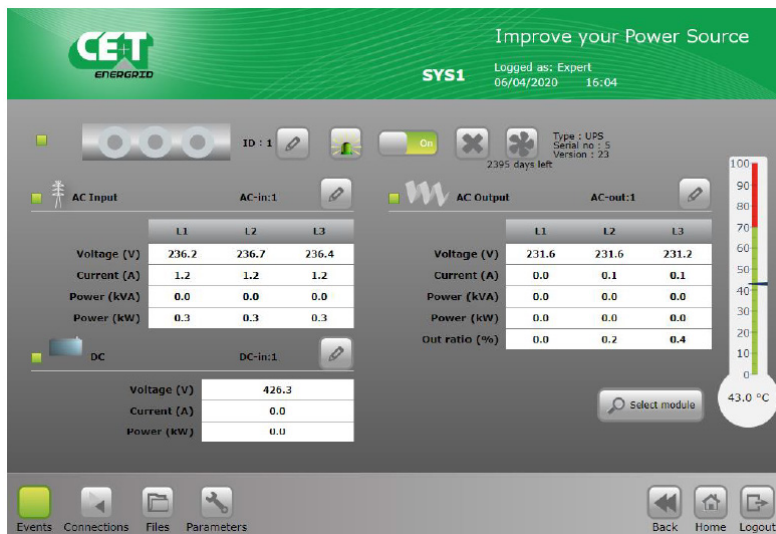 CE+T
ENERGRID
Improve your Power Source
SYS1
Logged as: Expert
06/04/2020 16:04
ID : 1
On
2395 days left
Type : UPS
Serial no : 5
Version : 23
AC Input AC-in:1
L1 L2 L3
Voltage (V) 236.2 236.7 236.4
Current (A) 1.2 1.2 1.2
Power (kVA) 0.0 0.0 0.0
Power (kW) 0.3 0.3 0.3
DC DC-in:1
Voltage (V) 426.3
Current (A) 0.0
Power (kW) 0.0
AC Output AC-out:1
L1 L2 L3
Voltage (V) 231.6 231.6 231.2
Current (A) 0.0 0.1 0.1
Power (kVA) 0.0 0.0 0.0
Power (kW) 0.0 0.0 0.0
Out ratio (%) 0.0 0.2 0.4
Select module
100
90
80
70
60
50
40
30
20
10
0
43.0 °C
Events Connections Files Parameters
Back Home Logout